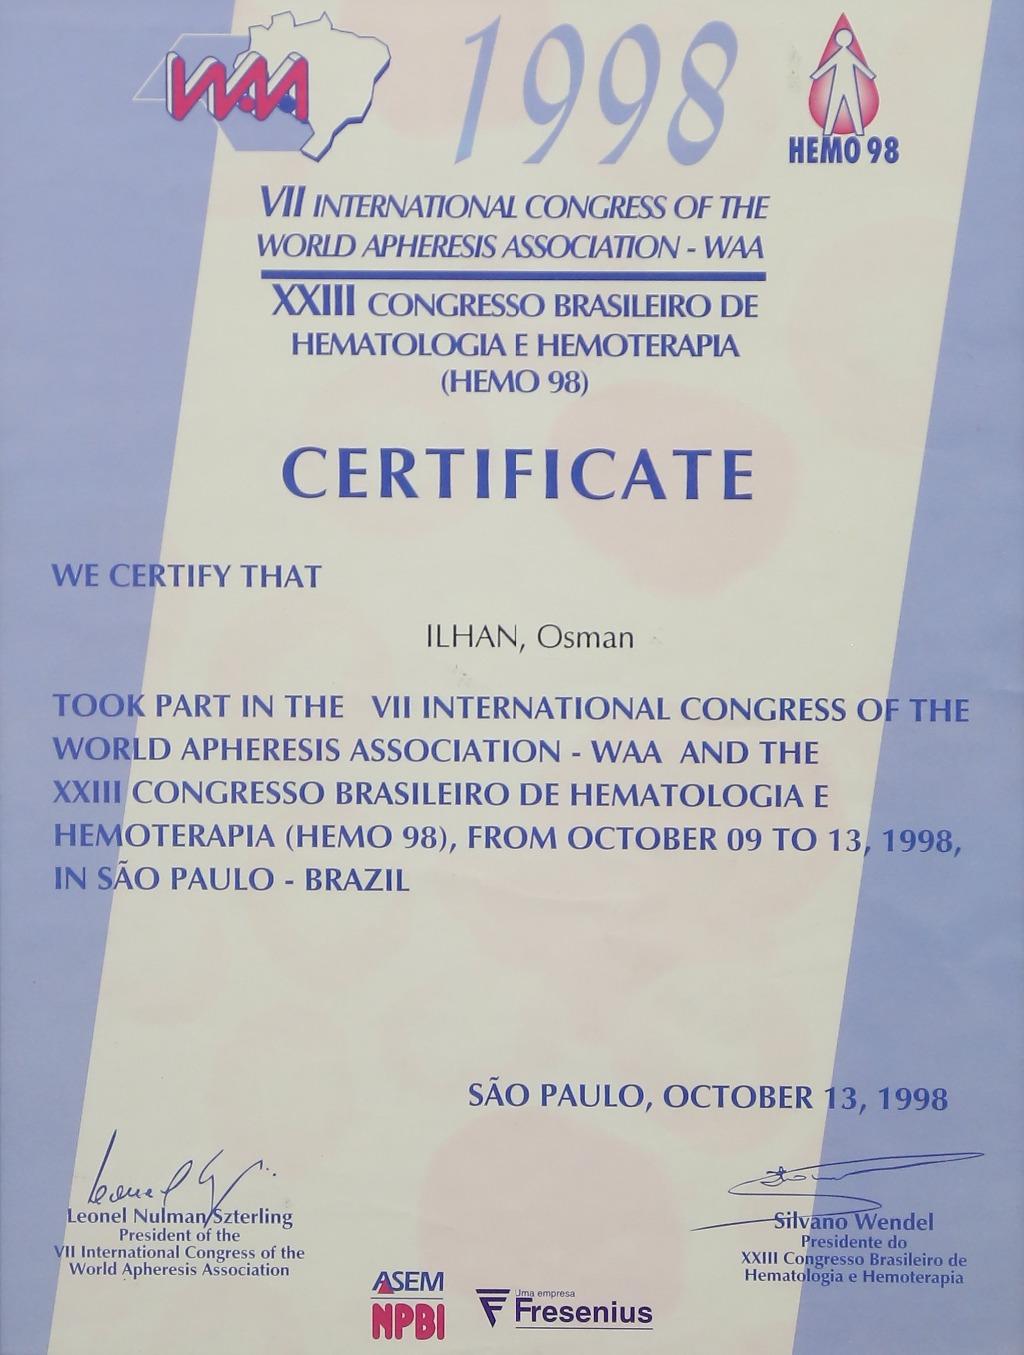 WAA
1998
HEMO 98
VII INTERNATIONAL CONGRESS OF THE
WORLD APHERESIS ASSOCIATION - WAA
XXIII CONGRESSO BRASILEIRO DE
HEMATOLOGIA E HEMOTERAPIA
(HEMO 98)
CERTIFICATE
WE CERTIFY THAT
ILHAN, Osman
TOOK PART IN THE VII INTERNATIONAL CONGRESS OF THE
WORLD APHERESIS ASSOCIATION - WAA AND THE
XXIII CONGRESSO BRASILEIRO DE HEMATOLOGIA E
HEMOTERAPIA (HEMO 98), FROM OCTOBER 09 TO 13, 1998,
IN SÃO PAULO - BRAZIL
SÃO PAULO, OCTOBER 13, 1998
Leonel Nulman Szterling
President of the
VII International Congress of the
World Apheresis Association
Silvano Wendel
Presidente do
XXIII Congresso Brasileiro de
Hematologia e Hemoterapia
ASEM
NPBI
Uma empresa
Fresenius